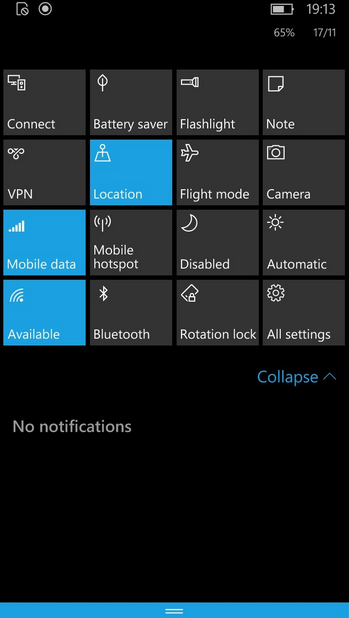 19:13
65% 17/11
Connect Battery saver Flashlight Note
VPN Location Flight mode Camera
Mobile data Mobile hotspot Disabled Automatic
Available Bluetooth Rotation lock All settings
Collapse
No notifications